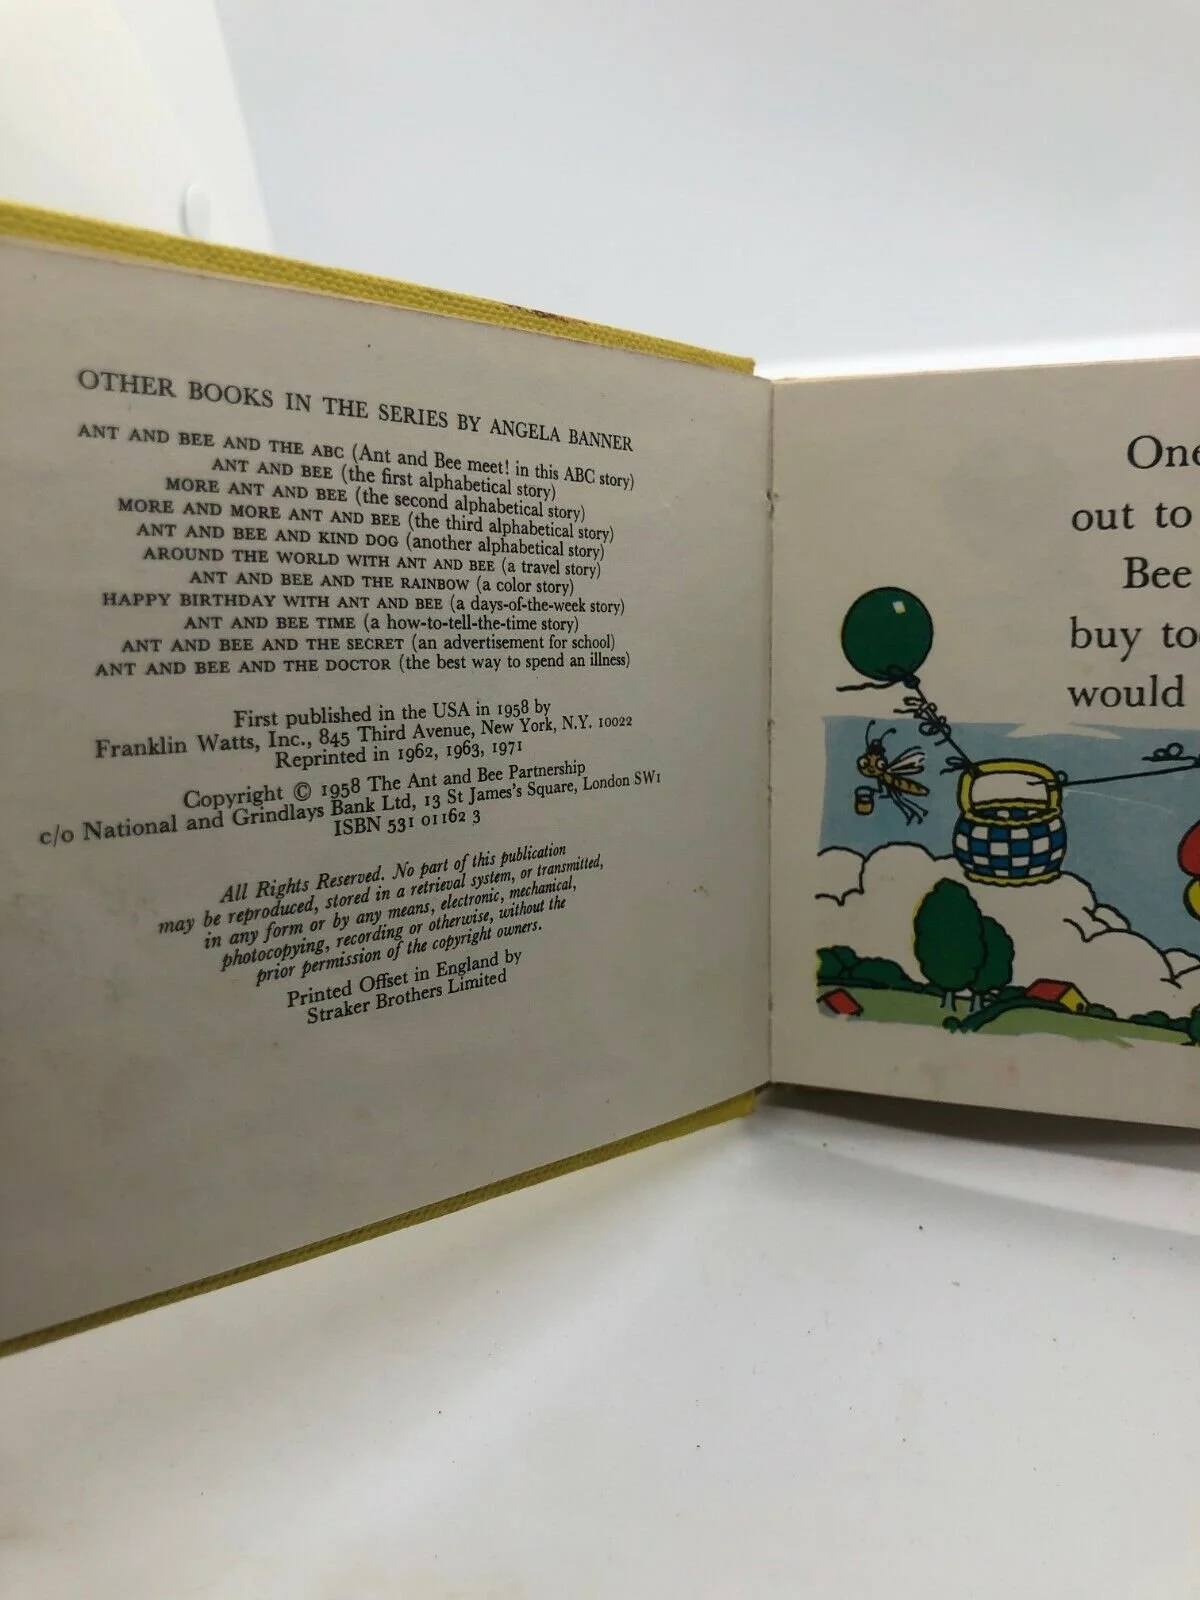 OTHER BOOKS IN THE SERIES BY ANGELA BANNER
ANT AND BEE AND THE ABC (Ant and Bee meet! in this ABC story)
ANT AND BEE (the first alphabetical story)
MORE ANT AND BEE (the second alphabetical story)
MORE AND MORE ANT AND BEE (the third alphabetical story)
ANT AND BEE AND KIND DOG (another alphabetical story)
AROUND THE WORLD WITH ANT AND BEE (a travel story)
ANT AND BEE AND THE RAINBOW (a color story)
HAPPY BIRTHDAY WITH ANT AND BEE (a days-of-the-week story)
ANT AND BEE TIME (a how-to-tell-the-time story)
ANT AND BEE AND THE SECRET (an advertisement for school)
ANT AND BEE AND THE DOCTOR (the best way to spend an illness)
First published in the USA in 1958 by
Franklin Watts, Inc., 845 Third Avenue, New York, N.Y. 10022
Reprinted in 1962, 1963, 1971
Copyright © 1958 The Ant and Bee Partnership
c/o National and Grindlays Bank Ltd, 13 St James's Square, London SW1
ISBN 531 01162 3
All Rights Reserved. No part of this publication
may be reproduced, stored in a retrieval system, or transmitted,
in any form or by any means, electronic, mechanical,
photocopying, recording or otherwise, without the
prior permission of the copyright owners.
Printed Offset in England by
Straker Brothers Limited
One
out to
Bee
buy to
would